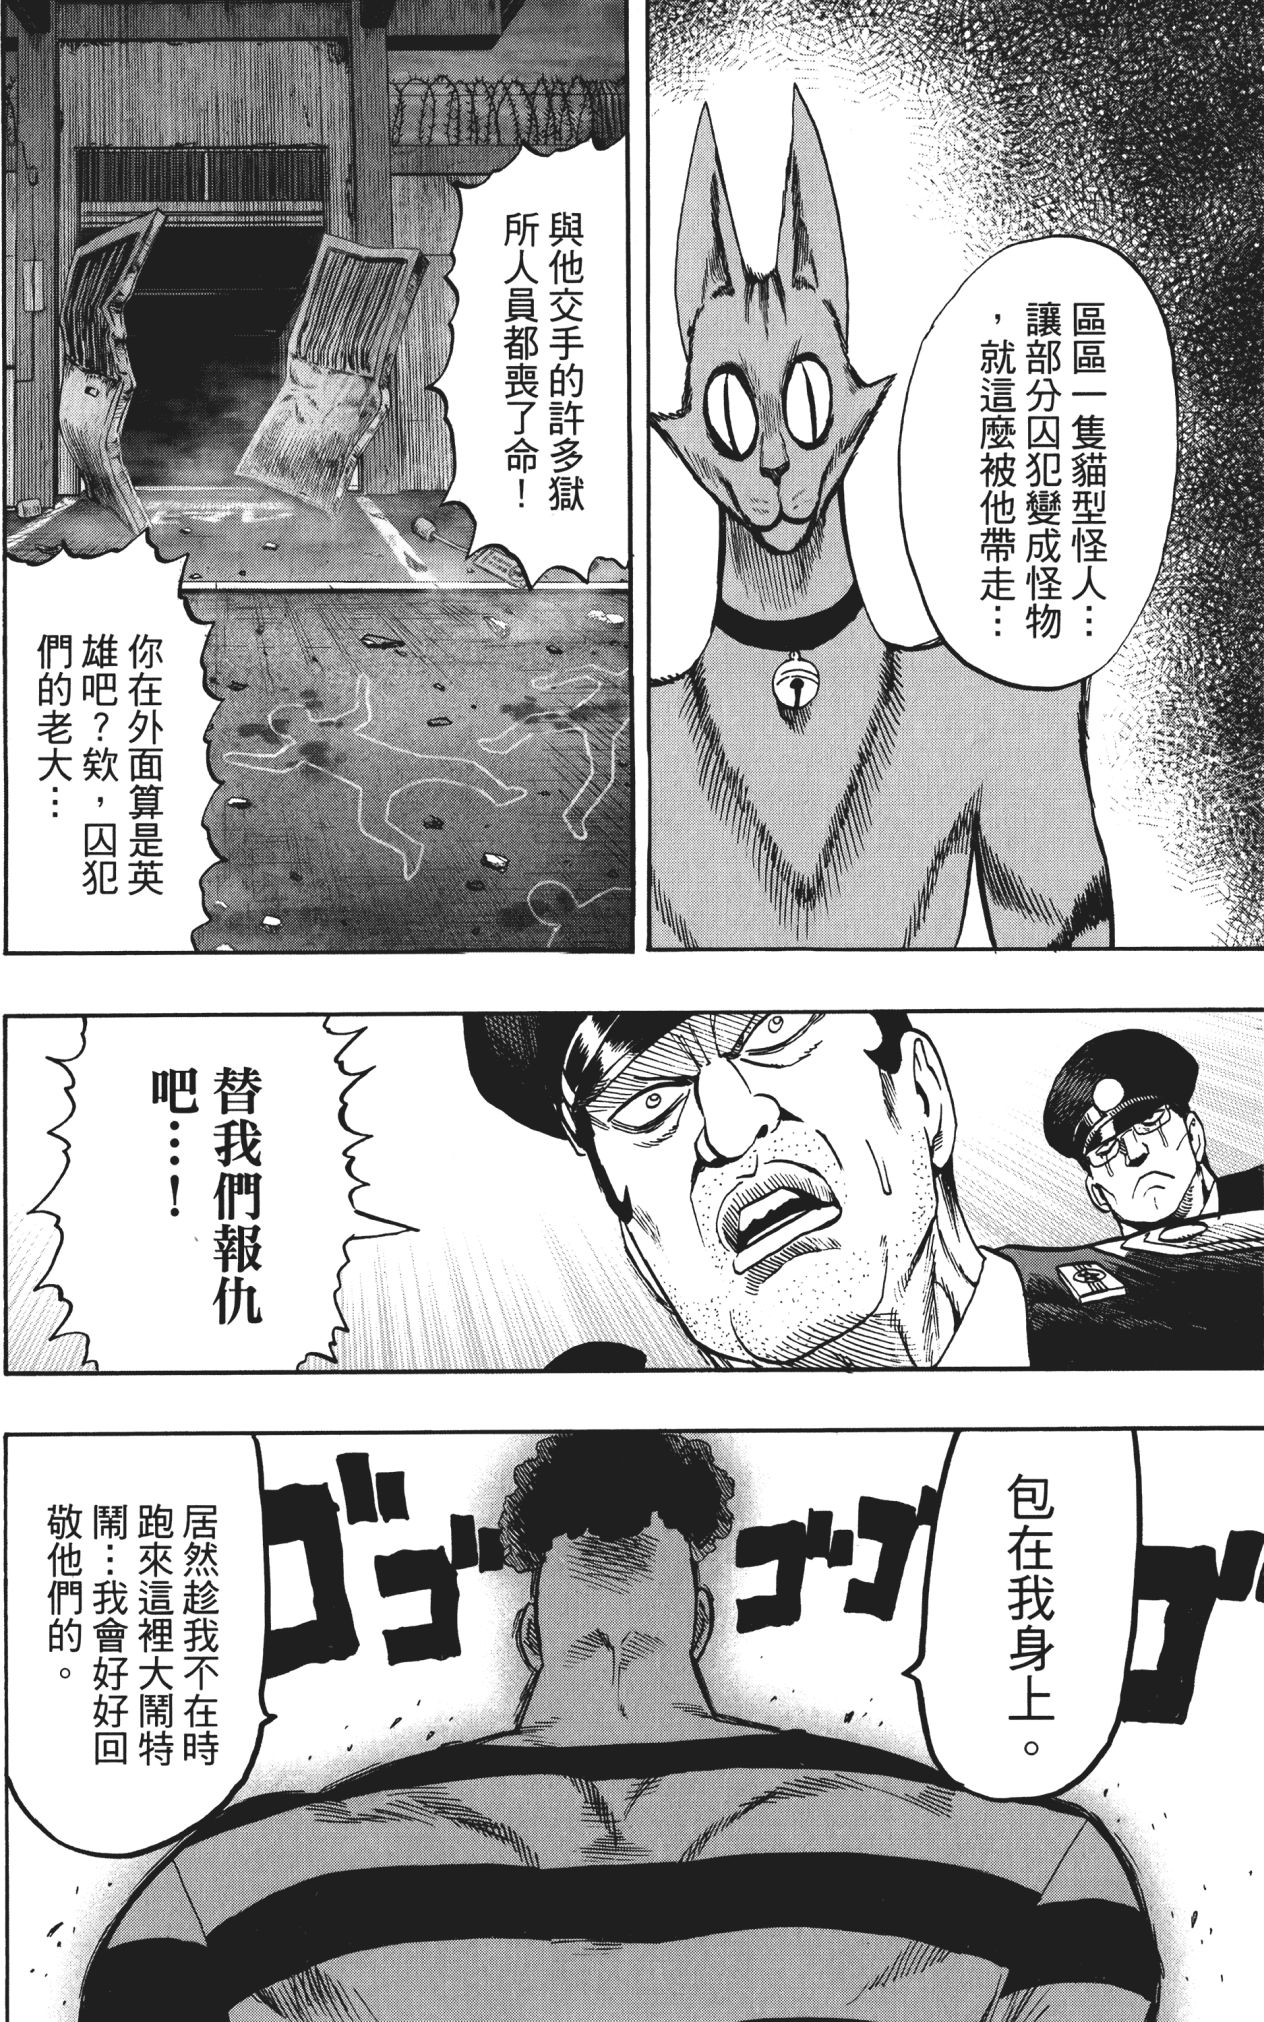 區區一隻貓型怪人⋯
讓部分囚犯變成怪物
，就這麼被他帶走⋯
與他交手的許多獄
所人員都喪了命！
你在外面算是英
雄吧？欸，囚犯
們的老大⋯
替我們報仇
吧⋯⋯！
包在我身上。
居然趁我不在時
跑來這裡大鬧特
鬧⋯我會好好回
敬他們的。
ゴゴゴ
ゴゴゴ